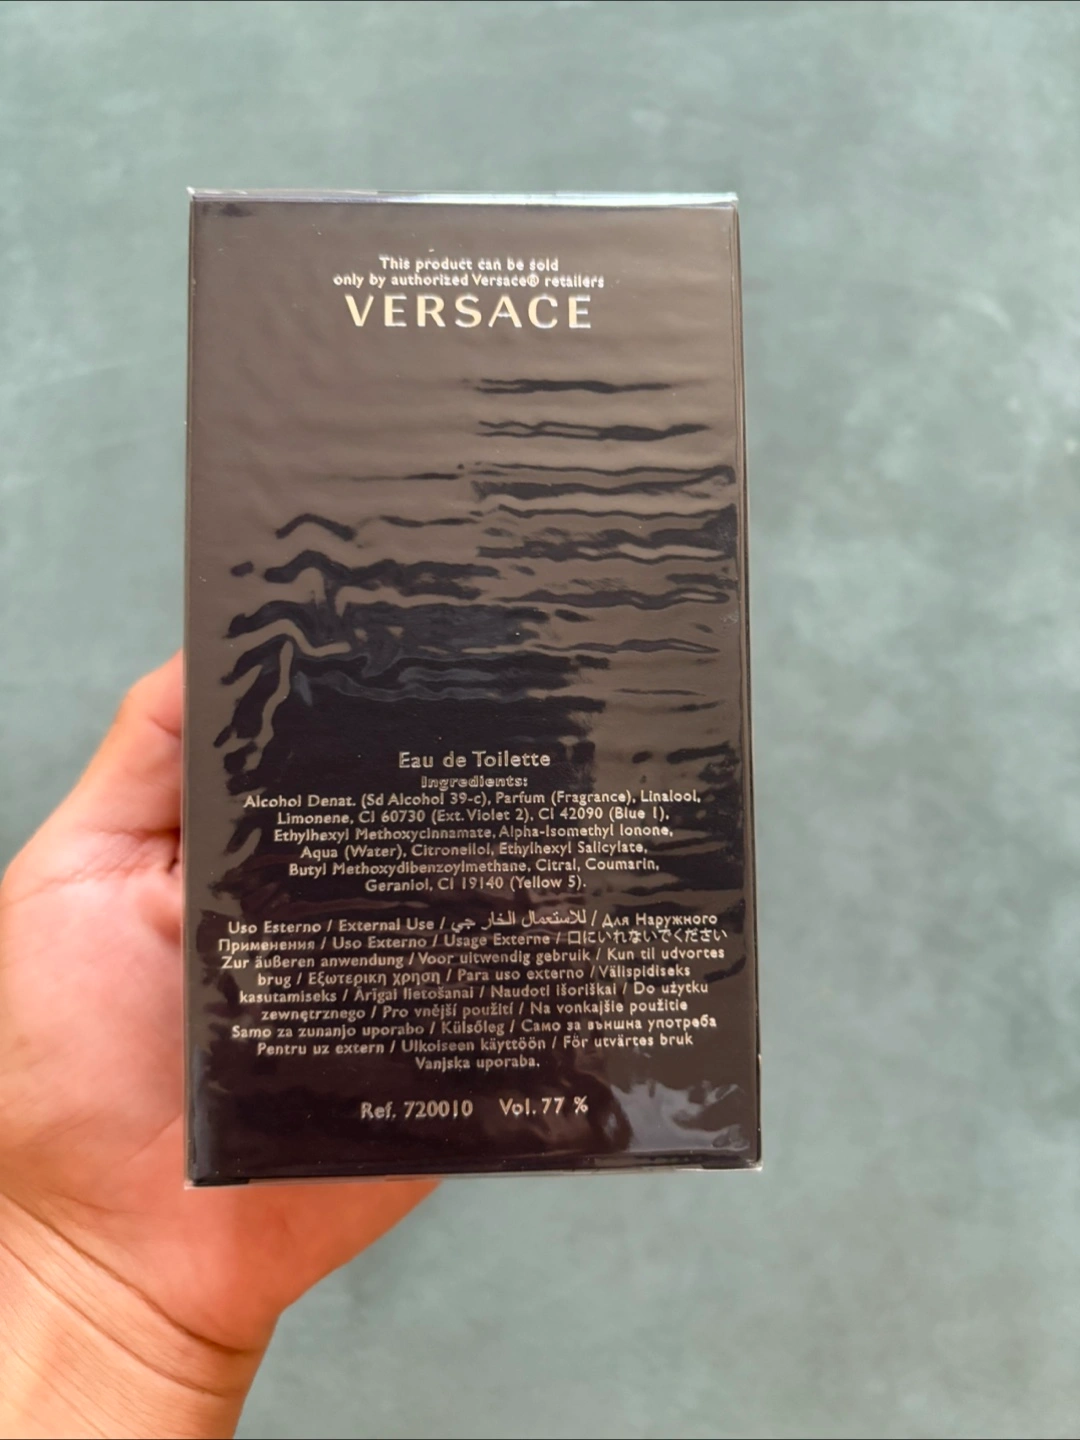 This product can be sold
only by authorized Versace® retailers
VERSACE
Eau de Toilette
Ingredients:
Alcohol Denat. (Sd Alcohol 39-c), Parfum (Fragrance), Linalool,
Limonene, CI 60730 (Ext. Violet 2), CI 42090 (Blue 1),
Ethylhexyl Methoxycinnamate, Alpha-Isomethyl Ionone,
Aqua (Water), Citronellol, Ethylhexyl Salicylate,
Butyl Methoxydibenzoylmethane, Citral, Coumarin,
Geraniol, CI 19140 (Yellow 5).
Uso Esterno / External Use / للاستعمال الخار جي / Для Наружного
Применения / Uso Externo / Usage Externe / 口にいれないでください
Zur äußeren anwendung / Voor uitwendig gebruik / Kun til udvortes
brug / Εξωτερικη χρηση / Para uso externo / Välispidiseks
kasutamiseks / Ārīgai lietošanai / Naudoti išoriškai / Do użytku
zewnętrznego / Pro vnější použití / Na vonkajšie použitie
Samo za zunanjo uporabo / Külsőleg / Само за външна употреба
Pentru uz extern / Ulkoiseen käyttöön / För utvärtes bruk
Vanjska uporaba.
Ref. 720010 Vol. 77 %